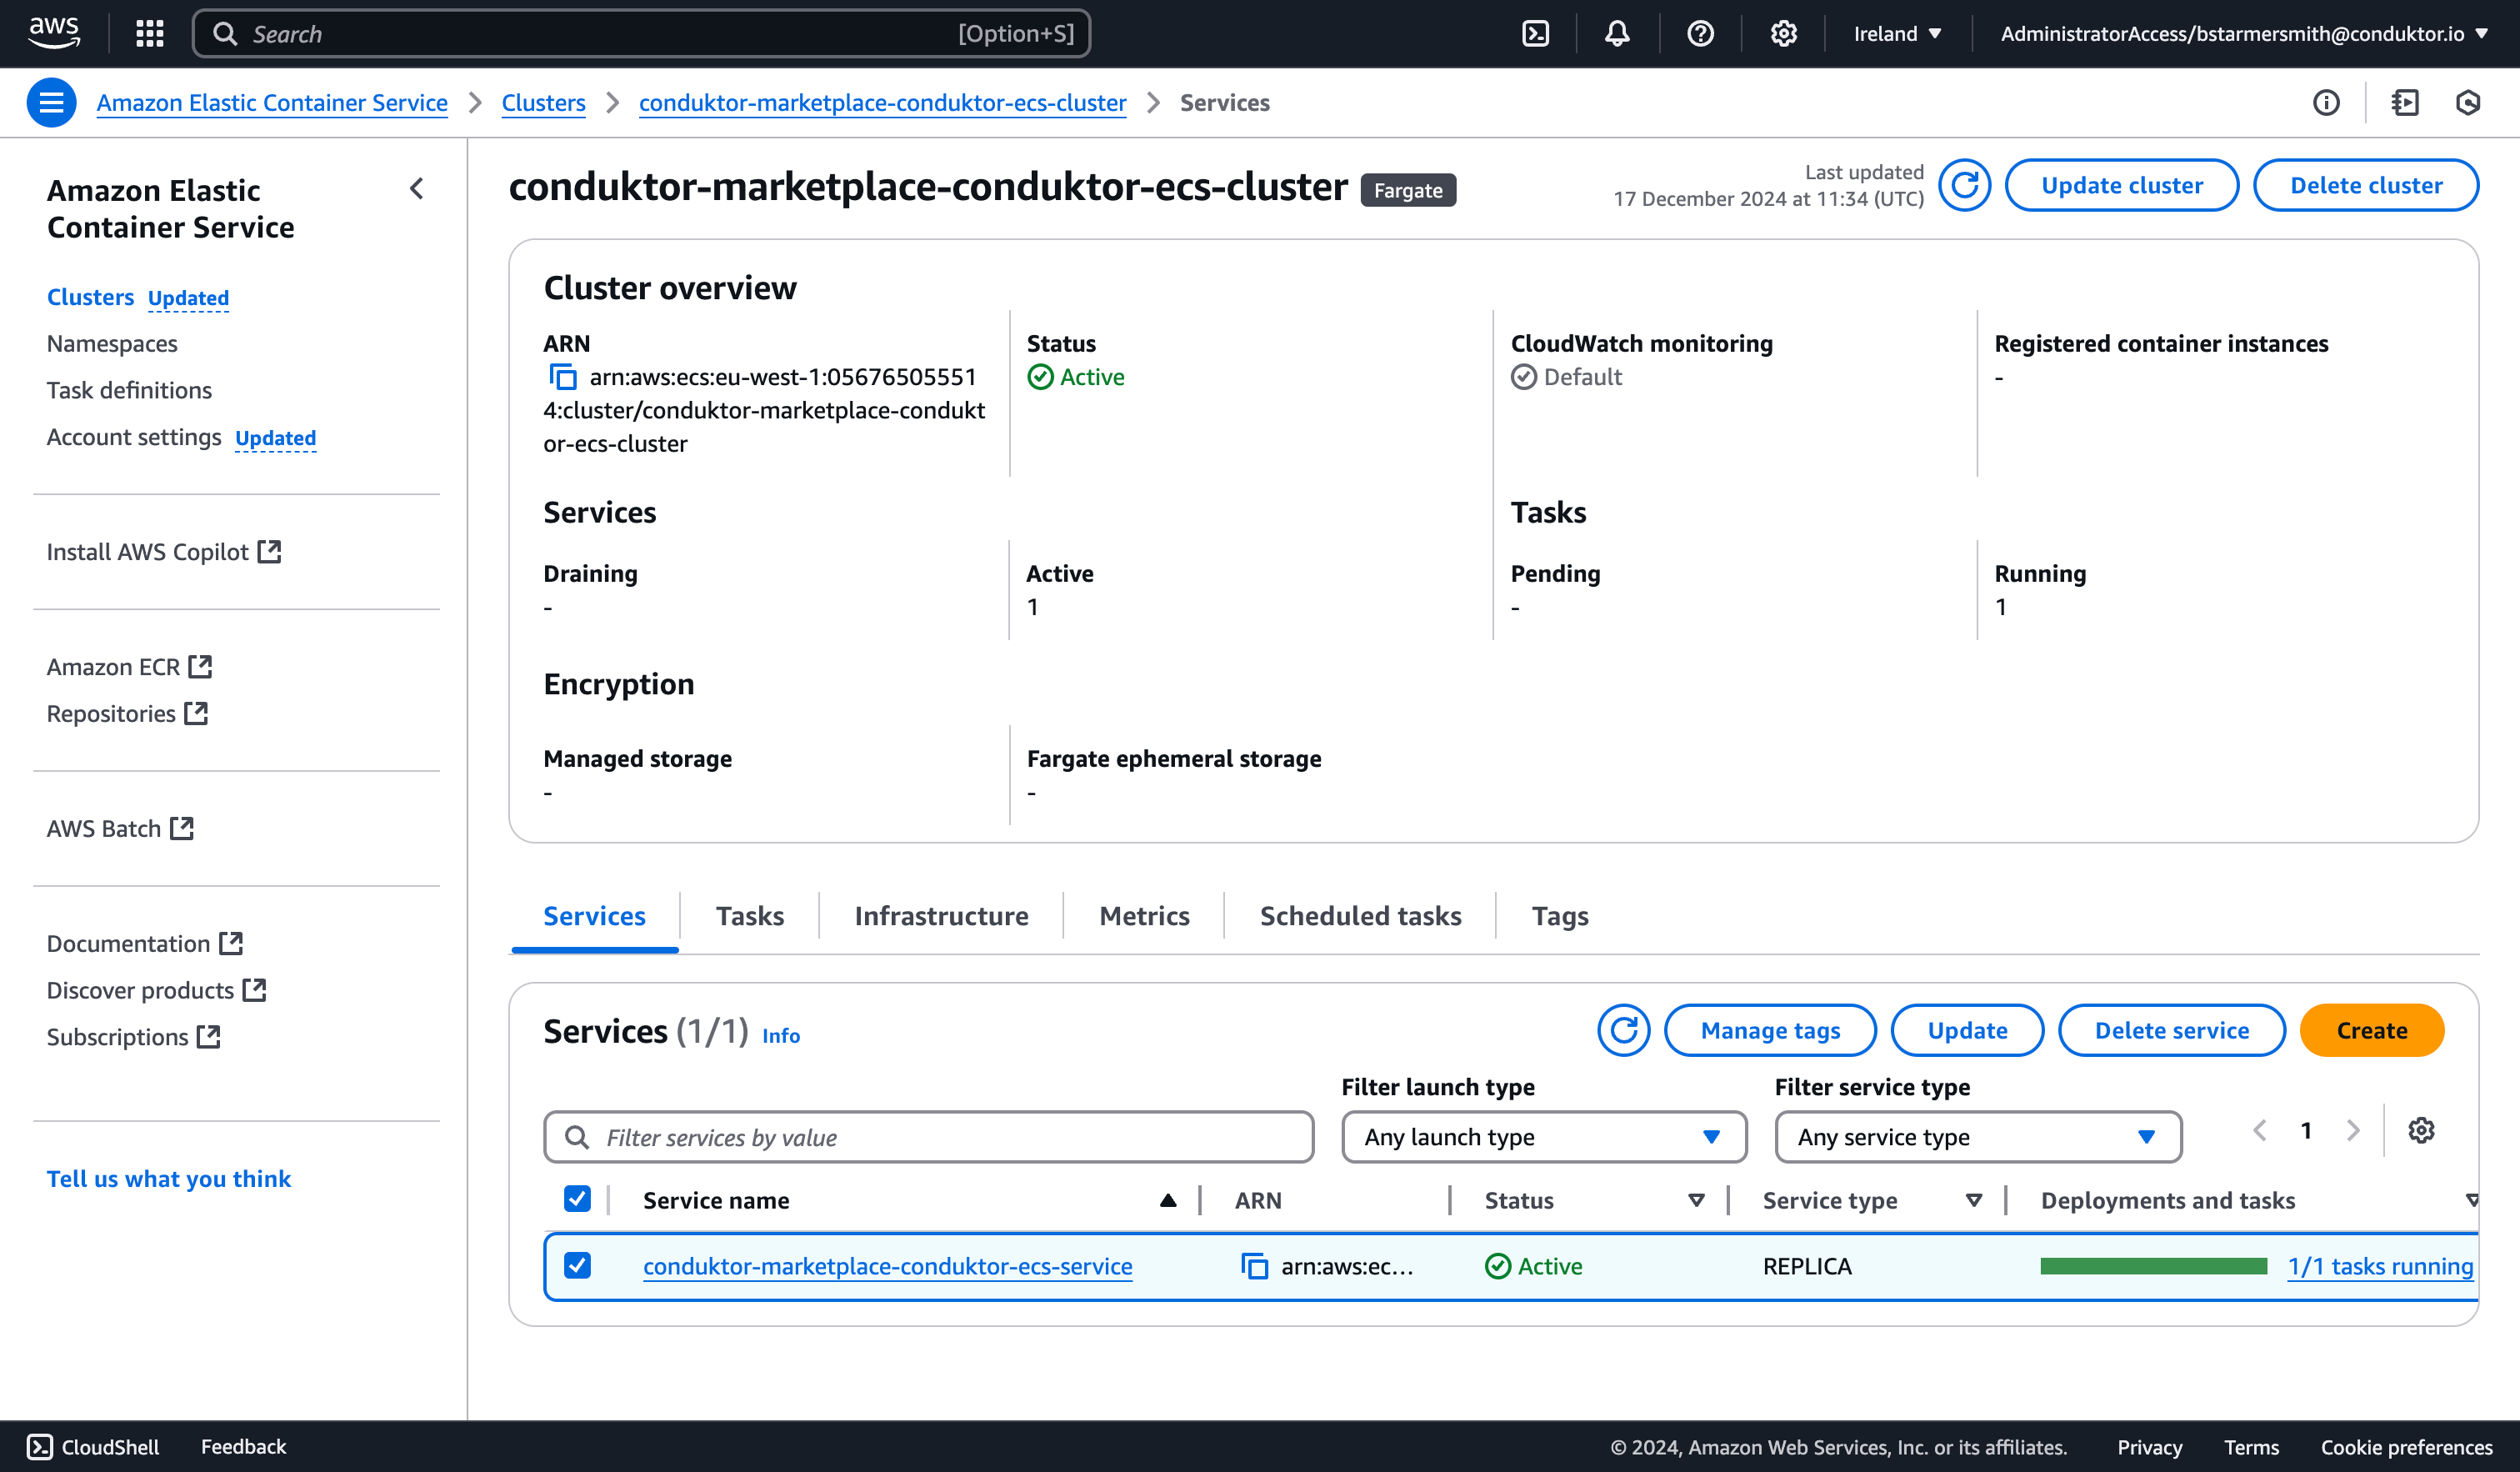 aws
Search
[Option+S]
Ireland
AdministratorAccess/bstarmersmith@conduktor.io
Amazon Elastic Container Service
Clusters
conduktor-marketplace-conduktor-ecs-cluster
Services
Amazon Elastic
Container Service
Clusters Updated
Namespaces
Task definitions
Account settings Updated
Install AWS Copilot
Amazon ECR
Repositories
AWS Batch
Documentation
Discover products
Subscriptions
Tell us what you think
conduktor-marketplace-conduktor-ecs-cluster Fargate
Last updated
17 December 2024 at 11:34 (UTC)
Update cluster
Delete cluster
Cluster overview
ARN
arn:aws:ecs:eu-west-1:05676505551
4:cluster/conduktor-marketplace-condukt
or-ecs-cluster
Status
Active
CloudWatch monitoring
Default
Registered container instances
-
Services
Draining
-
Active
1
Tasks
Pending
-
Running
1
Encryption
Managed storage
-
Fargate ephemeral storage
-
Services
Tasks
Infrastructure
Metrics
Scheduled tasks
Tags
Services (1/1) Info
Manage tags
Update
Delete service
Create
Filter launch type
Filter service type
Filter services by value
Any launch type
Any service type
1
Service name
ARN
Status
Service type
Deployments and tasks
conduktor-marketplace-conduktor-ecs-service
arn:aws:ec...
Active
REPLICA
1/1 tasks running
CloudShell
Feedback
© 2024, Amazon Web Services, Inc. or its affiliates.
Privacy
Terms
Cookie preferences